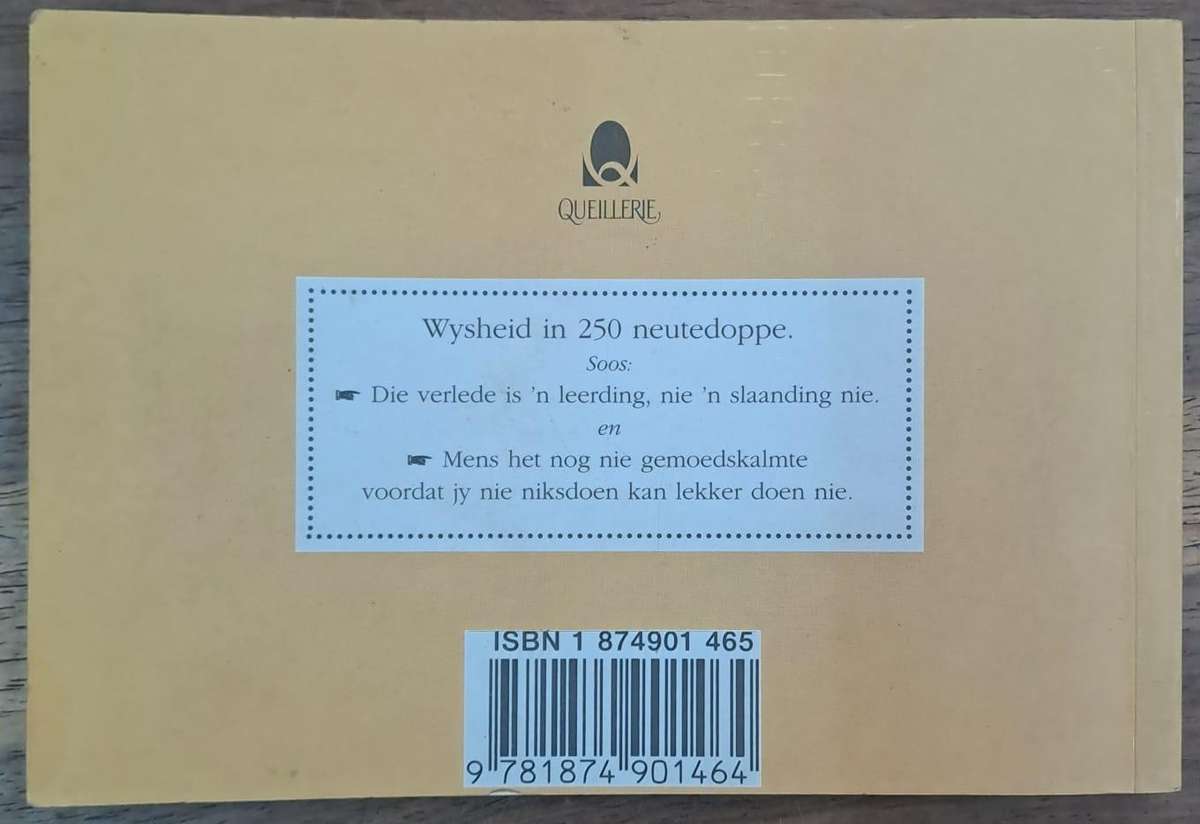 QUEILLERIE
Wysheid in 250 neutedoppe.
Soos:
☛ Die verlede is 'n leerding, nie 'n slaanding nie.
en
☛ Mens het nog nie gemoedskalmte
voordat jy nie niksdoen kan lekker doen nie.
ISBN 1 874901 465
9 781874 901464